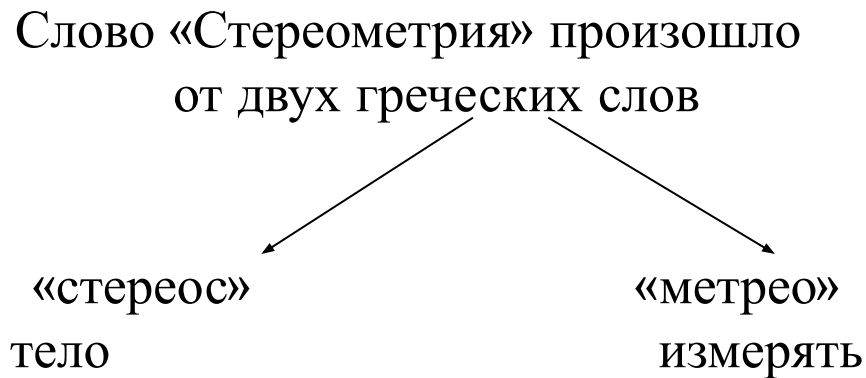 Слово «Стереометрия» произошло
от двух греческих слов
«стереос» «метрео»
тело измерять